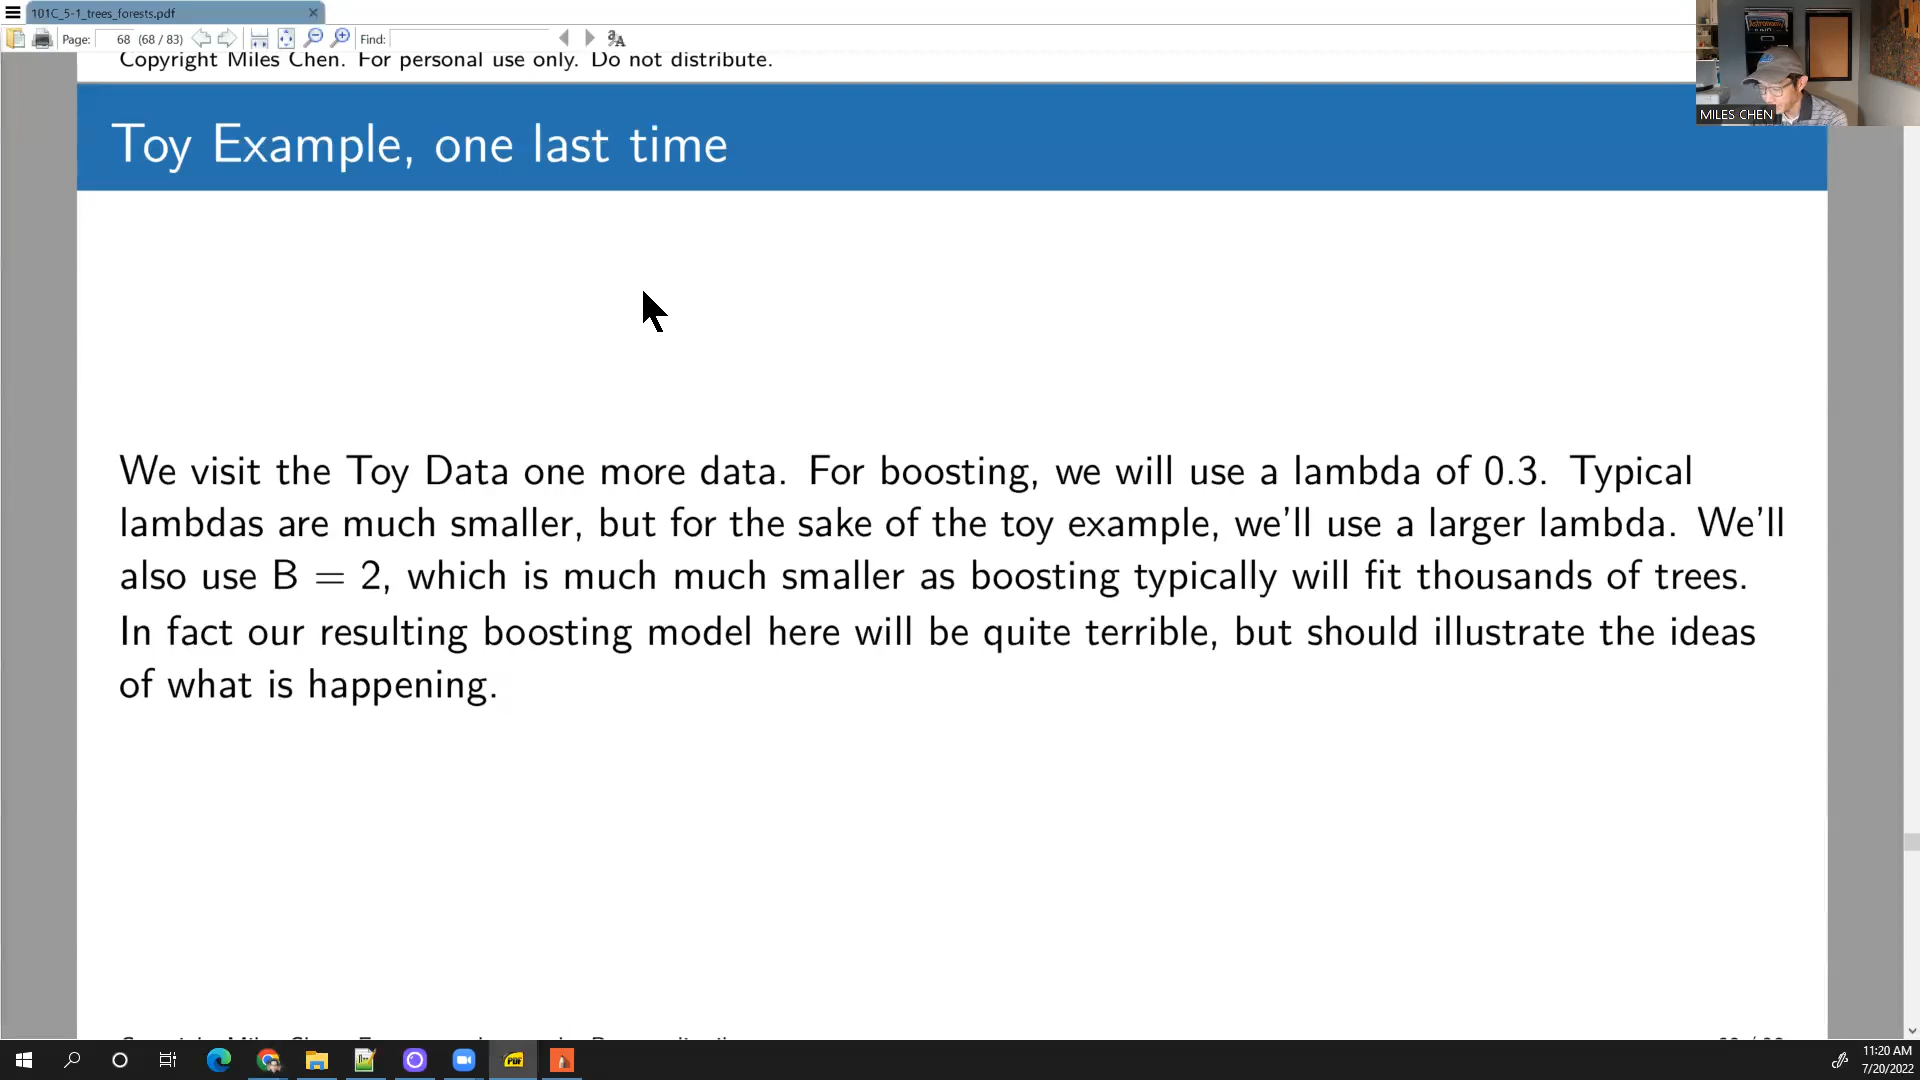 101C_5-1_trees_forests.pdf
Page: 68 (68 / 83) Find:
Copyright Miles Chen. For personal use only. Do not distribute.
MILES CHEN
Toy Example, one last time
We visit the Toy Data one more data. For boosting, we will use a lambda of 0.3. Typical
lambdas are much smaller, but for the sake of the toy example, we'll use a larger lambda. We'll
also use B = 2, which is much much smaller as boosting typically will fit thousands of trees.
In fact our resulting boosting model here will be quite terrible, but should illustrate the ideas
of what is happening.
PDF
11:20 AM
7/20/2022